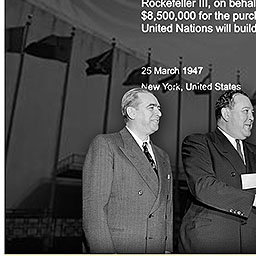 Rockefeller III, on behal
$8,500,000 for the purc
United Nations will build
25 March 1947
New York, United States